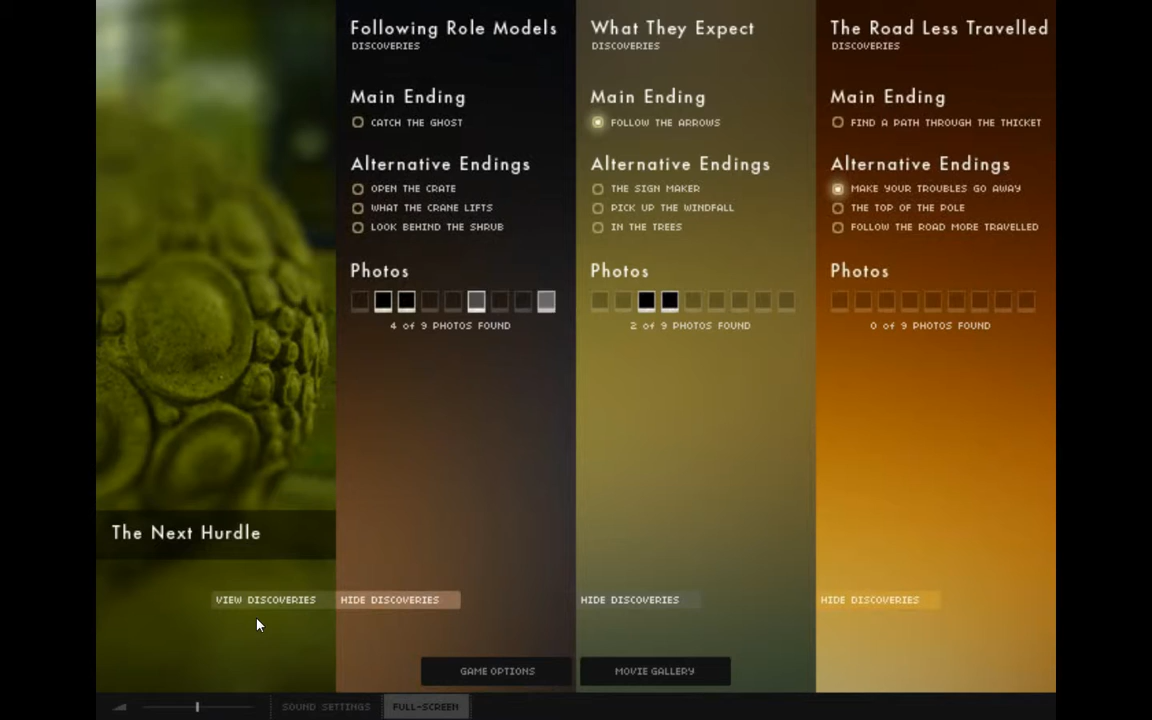 The Next Hurdle
VIEW DISCOVERIES
Following Role Models
DISCOVERIES
Main Ending
CATCH THE GHOST
Alternative Endings
OPEN THE CRATE
WHAT THE CRANE LIFTS
LOOK BEHIND THE SHRUB
Photos
4 of 9 PHOTOS FOUND
HIDE DISCOVERIES
What They Expect
DISCOVERIES
Main Ending
FOLLOW THE ARROWS
Alternative Endings
THE SIGN MAKER
PICK UP THE WINDFALL
IN THE TREES
Photos
2 of 9 PHOTOS FOUND
HIDE DISCOVERIES
The Road Less Travelled
DISCOVERIES
Main Ending
FIND A PATH THROUGH THE THICKET
Alternative Endings
MAKE YOUR TROUBLES GO AWAY
THE TOP OF THE POLE
FOLLOW THE ROAD MORE TRAVELLED
Photos
0 of 9 PHOTOS FOUND
HIDE DISCOVERIES
GAME OPTIONS
MOVIE GALLERY
SOUND SETTINGS
FULL-SCREEN